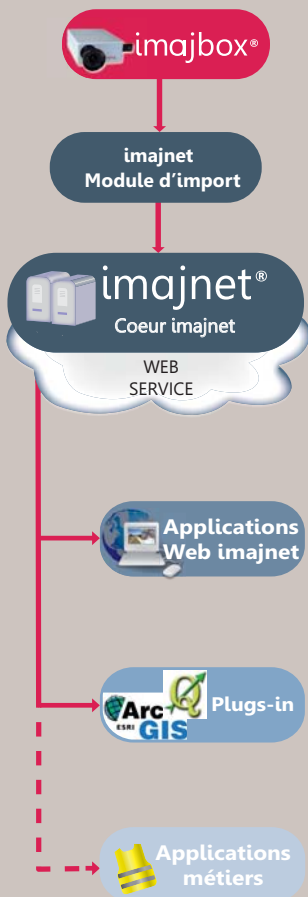 imajbox®
imajnet
Module d'import
imajnet®
Coeur imajnet
WEB
SERVICE
Applications
Web imajnet
Arc
ESRI GIS
Q
Plugs-in
Applications
métiers